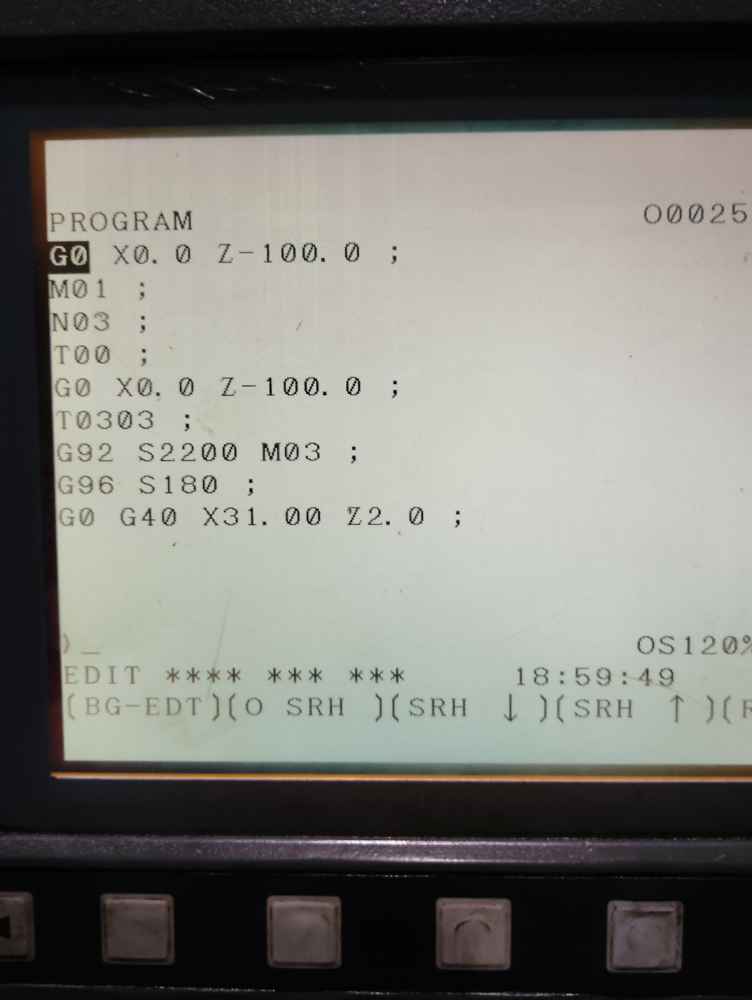 PROGRAM O0025
G0 X0.0 Z-100.0 ;
M01 ;
N03 ;
T00 ;
G0 X0.0 Z-100.0 ;
T0303 ;
G92 S2200 M03 ;
G96 S180 ;
G0 G40 X31.00 Z2.0 ;
)_ OS120%
EDIT **** *** *** 18:59:49
(BG-EDT)(O SRH )(SRH ↓ )(SRH ↑ )(